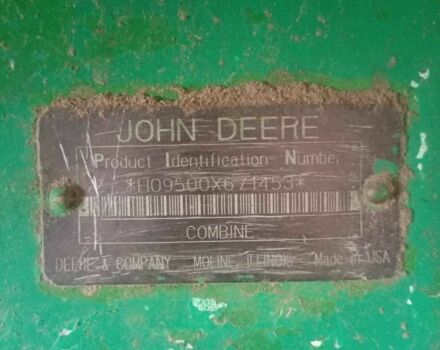 JOHN DEERE
Product Identification Number
*H09500X671453*
COMBINE
DEERE & COMPANY MOLINE, ILLINOIS Made in USA